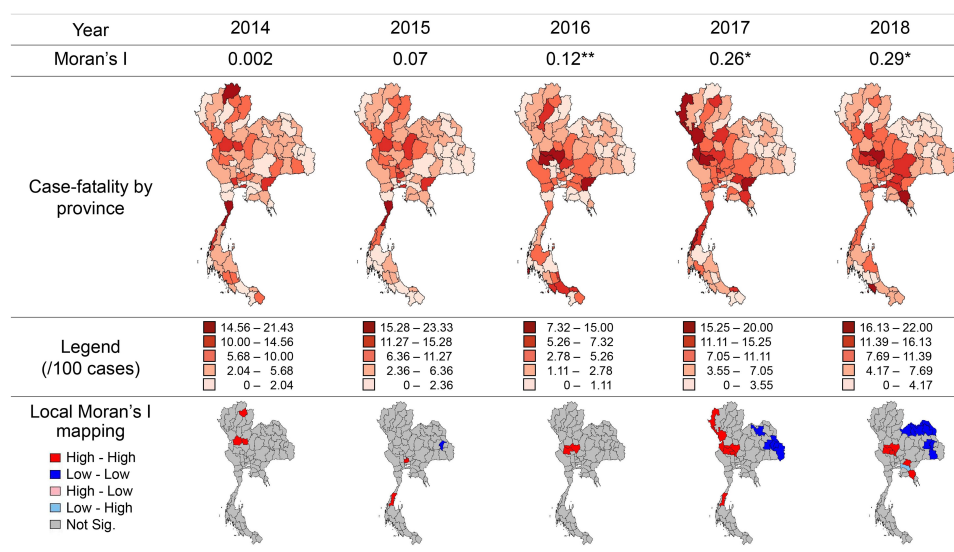 Year 2014 2015 2016 2017 2018
Moran's I 0.002 0.07 0.12** 0.26* 0.29*
Case-fatality by
province
Legend
(/100 cases)
14.56 – 21.43 15.28 – 23.33 7.32 – 15.00 15.25 – 20.00 16.13 – 22.00
10.00 – 14.56 11.27 – 15.28 5.26 – 7.32 11.11 – 15.25 11.39 – 16.13
5.68 – 10.00 6.36 – 11.27 2.78 – 5.26 7.05 – 11.11 7.69 – 11.39
2.04 – 5.68 2.36 – 6.36 1.11 – 2.78 3.55 – 7.05 4.17 – 7.69
0 – 2.04 0 – 2.36 0 – 1.11 0 – 3.55 0 – 4.17
Local Moran's I
mapping
High - High
Low - Low
High - Low
Low - High
Not Sig.